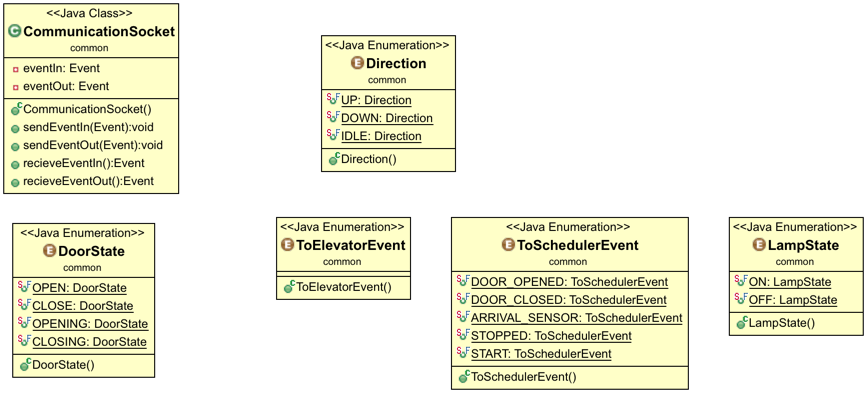 <<Java Class>>
CommunicationSocket
common
eventIn: Event
eventOut: Event
CommunicationSocket()
sendEventIn(Event):void
sendEventOut(Event):void
recieveEventIn():Event
recieveEventOut():Event
<<Java Enumeration>>
Direction
common
UP: Direction
DOWN: Direction
IDLE: Direction
Direction()
<<Java Enumeration>>
DoorState
common
OPEN: DoorState
CLOSE: DoorState
OPENING: DoorState
CLOSING: DoorState
DoorState()
<<Java Enumeration>>
ToElevatorEvent
common
ToElevatorEvent()
<<Java Enumeration>>
ToSchedulerEvent
common
DOOR_OPENED: ToSchedulerEvent
DOOR_CLOSED: ToSchedulerEvent
ARRIVAL_SENSOR: ToSchedulerEvent
STOPPED: ToSchedulerEvent
START: ToSchedulerEvent
ToSchedulerEvent()
<<Java Enumeration>>
LampState
common
ON: LampState
OFF: LampState
LampState()